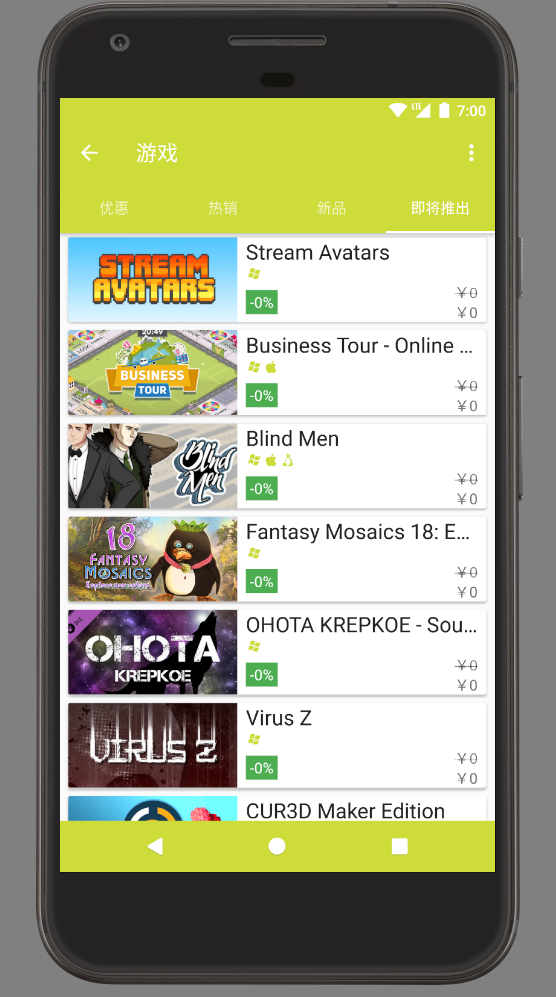 LTE 7:00
游戏
优惠 热销 新品 即将推出
STREAM
AVATARS
Stream Avatars
-0%
¥0
¥0
BUSINESS
TOUR
Business Tour - Online ...
-0%
¥0
¥0
Blind
Men
Blind Men
-0%
¥0
¥0
18
FANTASY
MOSAICS
Fantasy Mosaics 18: E...
-0%
¥0
¥0
OHOTA
KREPKOE
OHOTA KREPKOE - Sou...
-0%
¥0
¥0
VIRUS Z
Virus Z
-0%
¥0
¥0
CUR3D Maker Edition